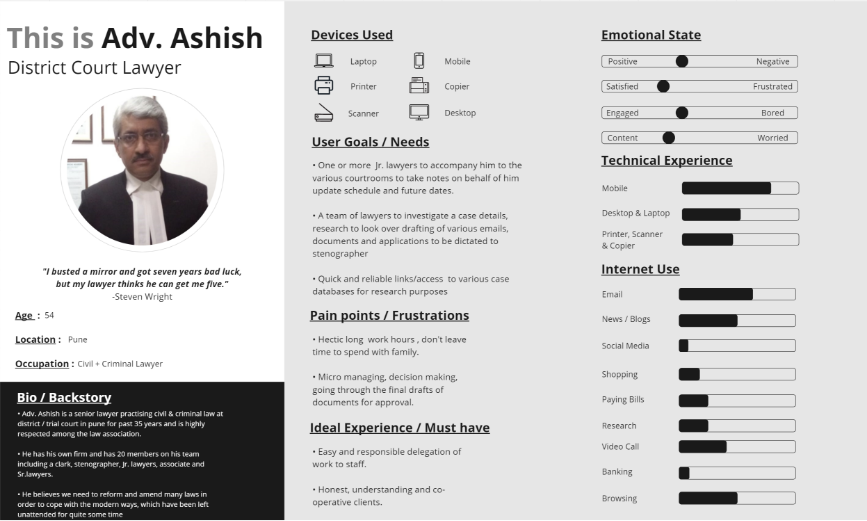 This is Adv. Ashish
District Court Lawyer
"I busted a mirror and got seven years bad luck,
but my lawyer thinks he can get me five."
-Steven Wright
Age : 54
Location : Pune
Occupation : Civil + Criminal Lawyer
Bio / Backstory
• Adv. Ashish is a senior lawyer practising civil & criminal law at
district / trial court in pune for past 35 years and is highly
respected among the law association.
• He has his own firm and has 20 members on his team
including a clark, stenographer, Jr. lawyers, associate and
Sr.lawyers.
• He believes we need to reform and amend many laws in
order to cope with the modern ways, which have been left
unattended for quite some time
Devices Used
Laptop
Mobile
Printer
Copier
Scanner
Desktop
User Goals / Needs
• One or more Jr. lawyers to accompany him to the
various courtrooms to take notes on behalf of him
update schedule and future dates.
• A team of lawyers to investigate a case details,
research to look over drafting of various emails,
documents and applications to be dictated to
stenographer
• Quick and reliable links/access to various case
databases for research purposes
Pain points / Frustrations
• Hectic long work hours , don't leave
time to spend with family.
• Micro managing, decision making,
going through the final drafts of
documents for approval.
Ideal Experience / Must have
• Easy and responsible delegation of
work to staff.
• Honest, understanding and co-
operative clients.
Emotional State
Positive Negative
Satisfied Frustrated
Engaged Bored
Content Worried
Technical Experience
Mobile
Desktop & Laptop
Printer, Scanner
& Copier
Internet Use
Email
News / Blogs
Social Media
Shopping
Paying Bills
Research
Video Call
Banking
Browsing